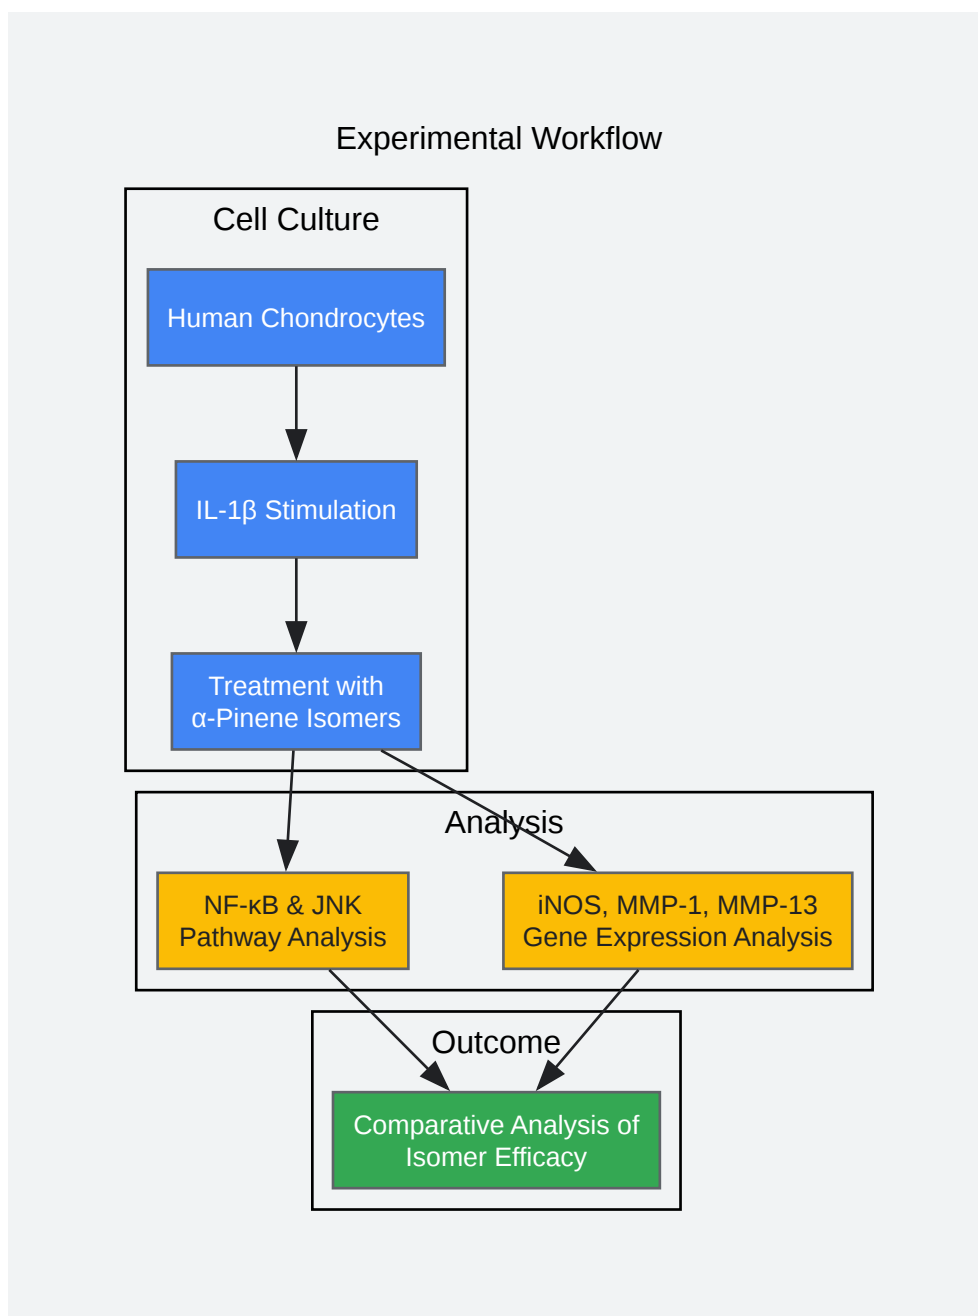 Experimental Workflow
Cell Culture
Human Chondrocytes
IL-1β Stimulation
Treatment with
α-Pinene Isomers
Analysis
NF-κB & JNK
Pathway Analysis
iNOS, MMP-1, MMP-13
Gene Expression Analysis
Outcome
Comparative Analysis of
Isomer Efficacy